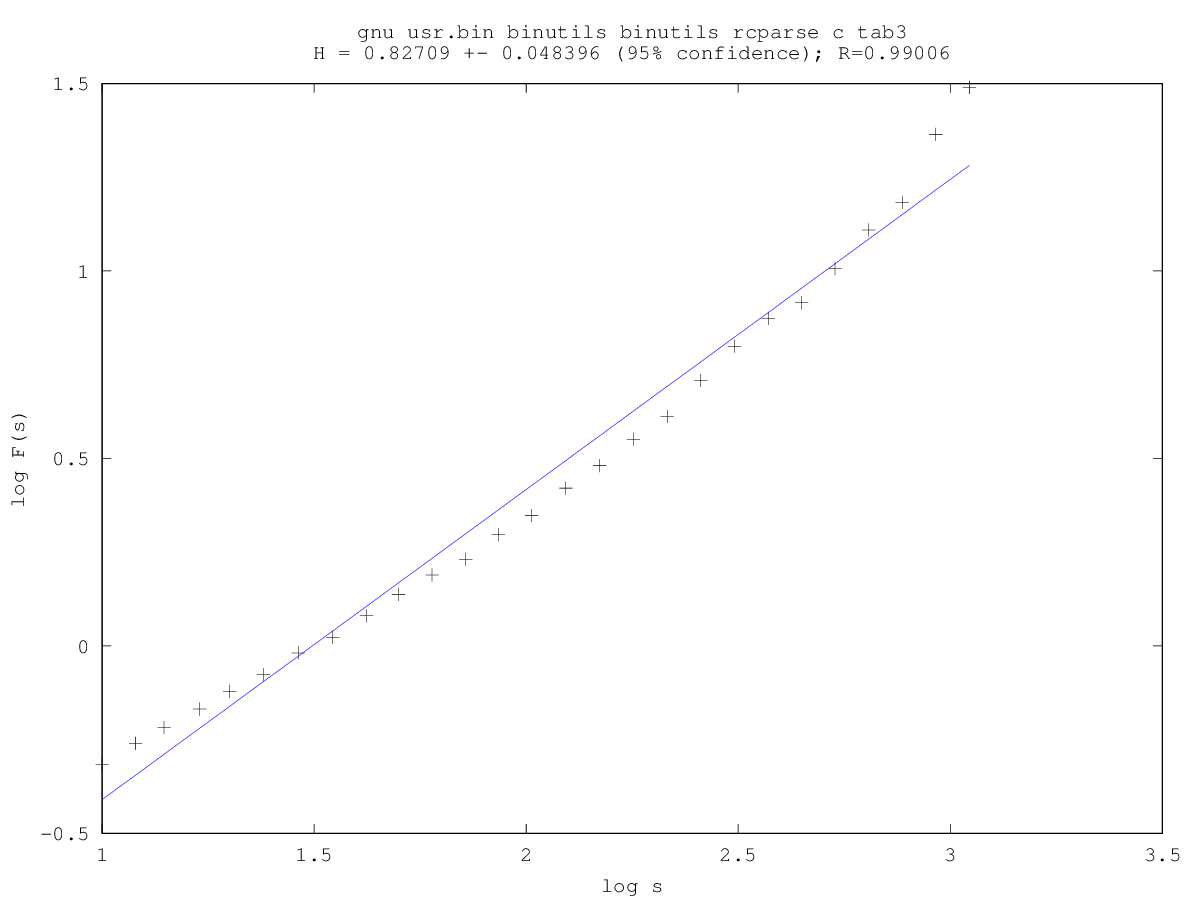 gnu usr.bin binutils binutils rcparse c tab3
H = 0.82709 +- 0.048396 (95% confidence); R=0.99006
1.5
1
0.5
0
-0.5
log F(s)
1 1.5 2 2.5 3 3.5
log s